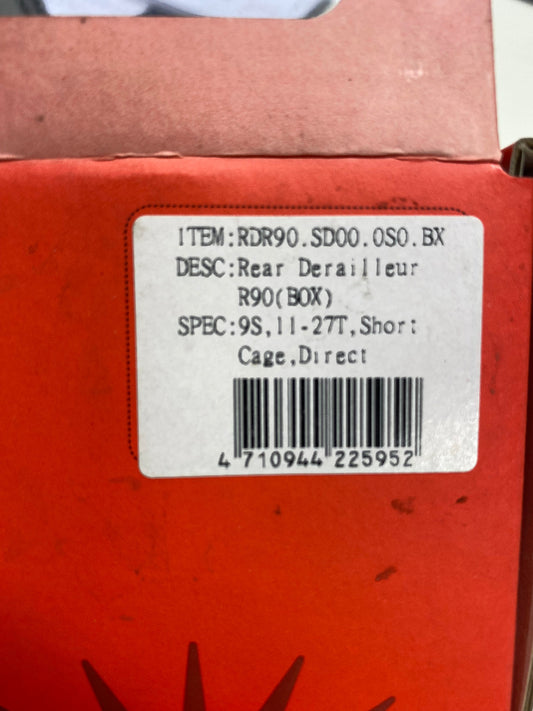 ITEM:RDR90.SD00.0S0.BX
DESC:Rear Derailleur
R90(BOX)
SPEC:9S,11-27T,Short
Cage,Direct
4 710944 225952